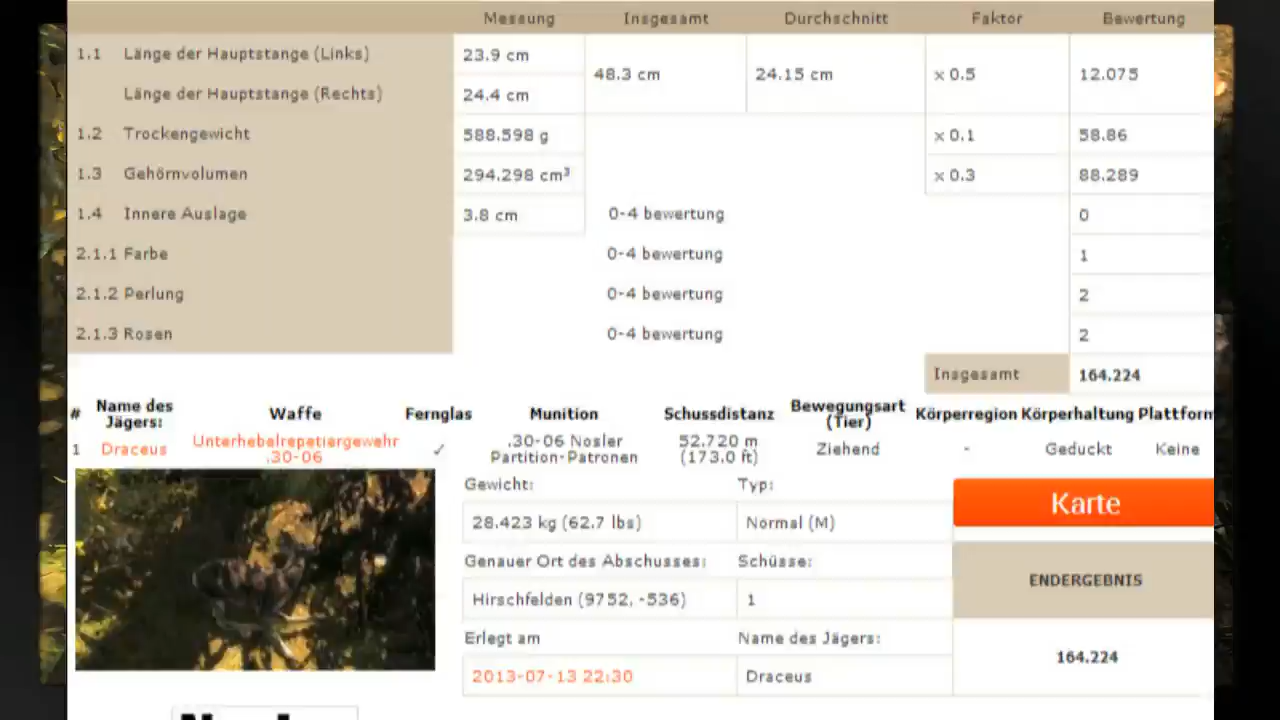 Messung Insgesamt Durchschnitt Faktor Bewertung
1.1 Länge der Hauptstange (Links) 23.9 cm
48.3 cm 24.15 cm x 0.5 12.075
Länge der Hauptstange (Rechts) 24.4 cm
1.2 Trockengewicht 588.598 g x 0.1 58.86
1.3 Gehörnvolumen 294.298 cm³ x 0.3 88.289
1.4 Innere Auslage 3.8 cm 0-4 bewertung 0
2.1.1 Farbe 0-4 bewertung 1
2.1.2 Perlung 0-4 bewertung 2
2.1.3 Rosen 0-4 bewertung 2
Insgesamt 164.224
# Name des Jägers: Waffe Fernglas Munition Schussdistanz Bewegungsart (Tier) Körperregion Körperhaltung Plattform
1 Draceus Unterhebelrepetiergewehr .30-06 ✓ .30-06 Nosler Partition-Patronen 52.720 m (173.0 ft) Ziehend - Geduckt Keine
Gewicht: Typ:
28.423 kg (62.7 lbs) Normal (M)
Karte
Genauer Ort des Abschusses: Schüsse:
ENDERGEBNIS
Hirschfelden (9752, -536) 1
Erlegt am Name des Jägers:
164.224
2013-07-13 22:30 Draceus